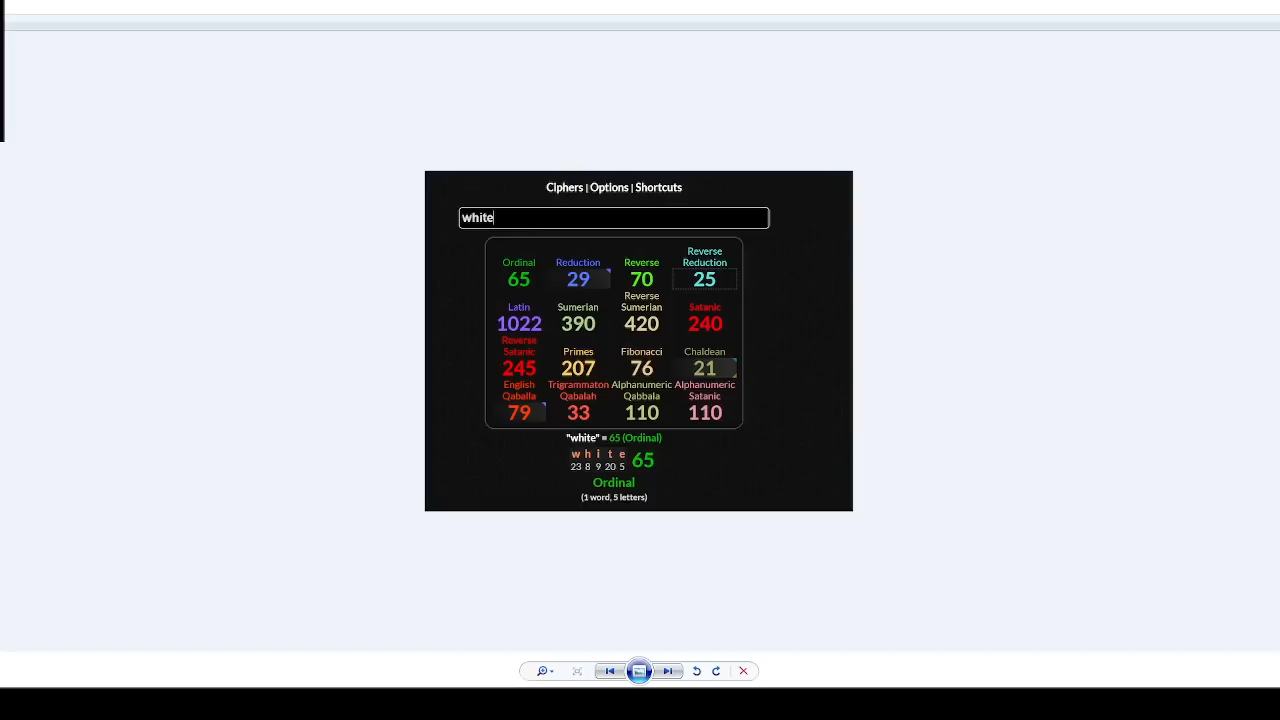 Ciphers | Options | Shortcuts
white
Ordinal Reduction Reverse Reverse Reduction
65 29 70 25
Latin Sumerian Reverse Sumerian Satanic
1022 390 420 240
Reverse Satanic Primes Fibonacci Chaldean
245 207 76 21
English Qaballa Trigrammaton Qabalah Alphanumeric Qabbala Alphanumeric Satanic
79 33 110 110
"white" = 65 (Ordinal)
w h i t e 65
23 8 9 20 5
Ordinal
(1 word, 5 letters)